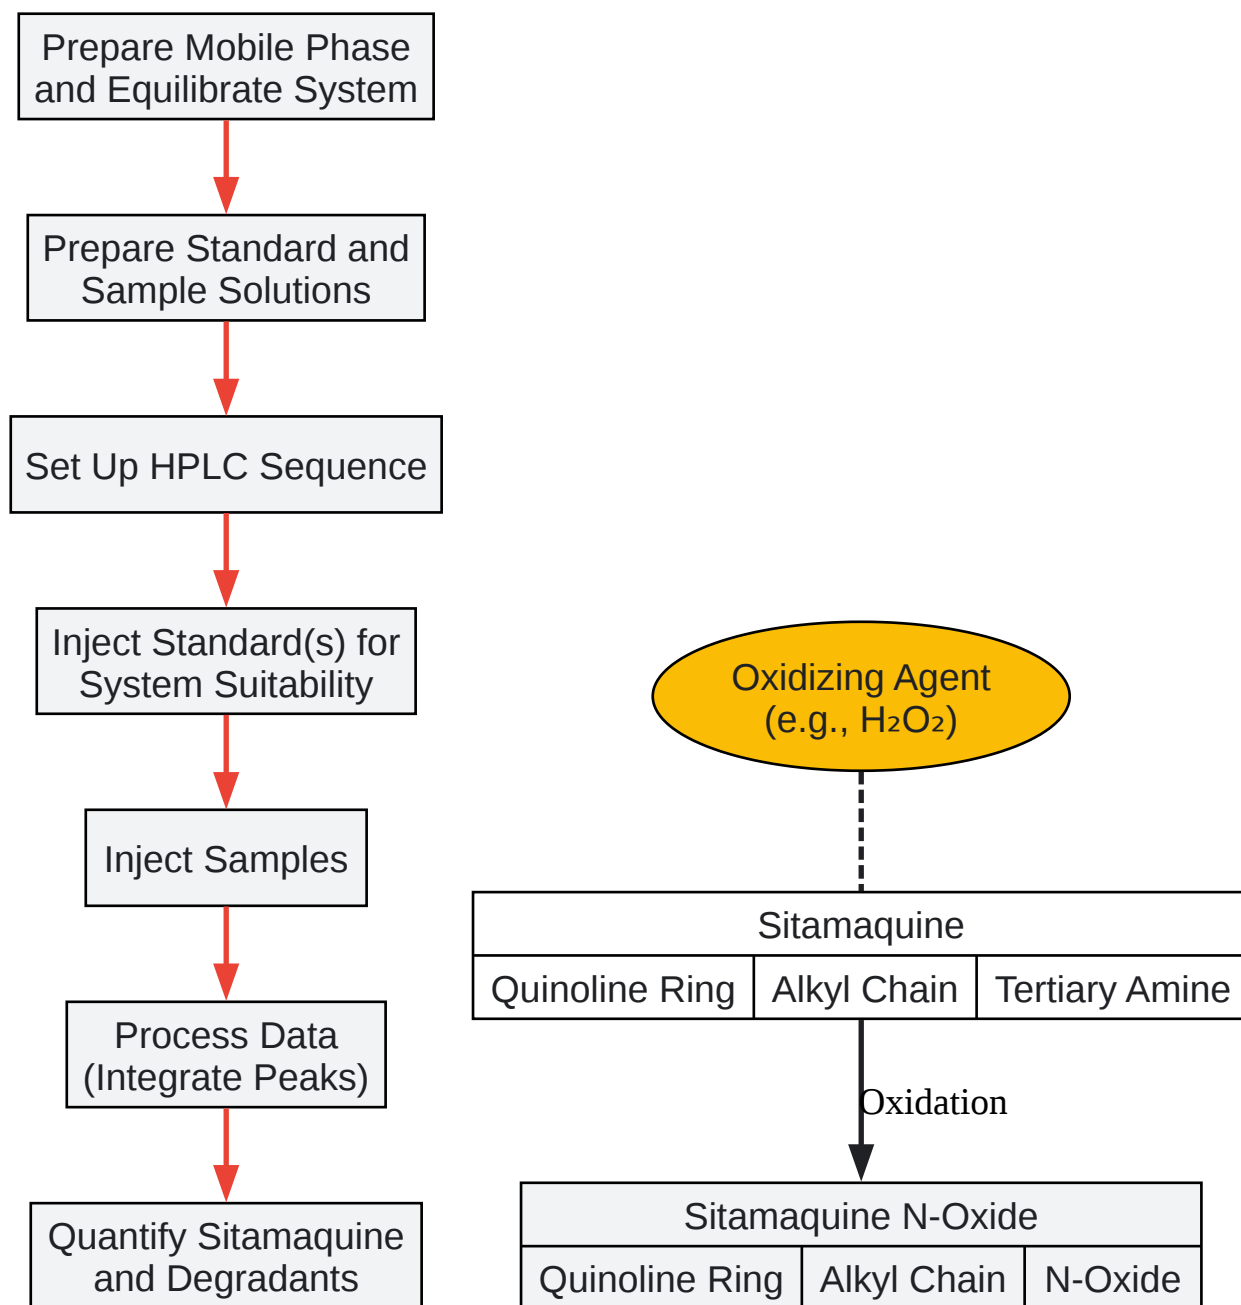 Prepare Mobile Phase
and Equilibrate System
Prepare Standard and
Sample Solutions
Set Up HPLC Sequence
Inject Standard(s) for
System Suitability
Inject Samples
Process Data
(Integrate Peaks)
Quantify Sitamaquine
and Degradants
Oxidizing Agent
(e.g., H₂O₂)
Sitamaquine
Quinoline Ring
Alkyl Chain
Tertiary Amine
Oxidation
Sitamaquine N-Oxide
Quinoline Ring
Alkyl Chain
N-Oxide